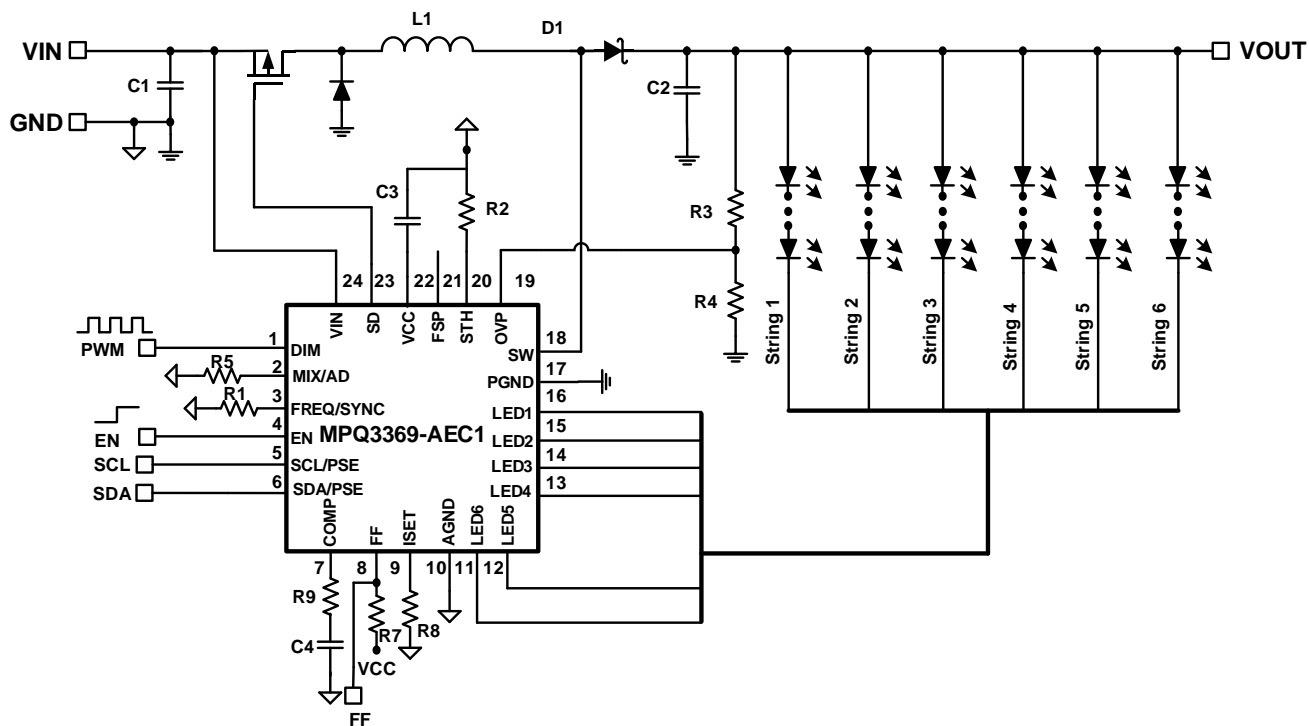 L1
D1
VIN
VOUT
C1
C2
GND
C3
R2
R3
R4
24
23
22
21
20
19
VIN
SD
VCC
FSP
STH
OVP
String 1
String 2
String 3
String 4
String 5
String 6
PWM
1
DIM
18
SW
R5
2
MIX/AD
17
PGND
R1
3
FREQ/SYNC
16
LED1
EN
4
EN
MPQ3369-AEC1
15
LED2
SCL
5
SCL/PSE
14
LED3
SDA
6
SDA/PSE
13
LED4
COMP
FF
ISET
AGND
LED6
LED5
7
8
9
10
11
12
R9
R7
R8
C4
VCC
FF